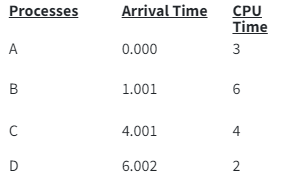 Processes Arrival Time CPU Time
A 0.000 3
B 1.001 6
C 4.001 4
D 6.002 2